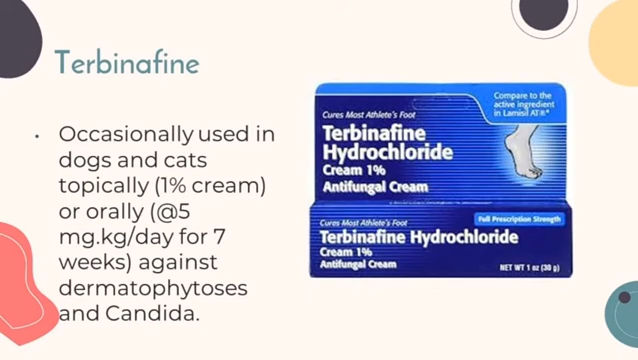 Terbinafine
• Occasionally used in
dogs and cats
topically (1% cream)
or orally (@5
mg.kg/day for 7
weeks) against
dermatophytoses
and Candida.
Compare to the
active ingredient
in Lamisil AT®*
Cures Most Athlete's Foot
Terbinafine
Hydrochloride
Cream 1%
Antifungal Cream
Cures Most Athlete's Foot
Full Prescription Strength
Terbinafine Hydrochloride
Cream 1%
Antifungal Cream
NET WT 1 oz (30 g)